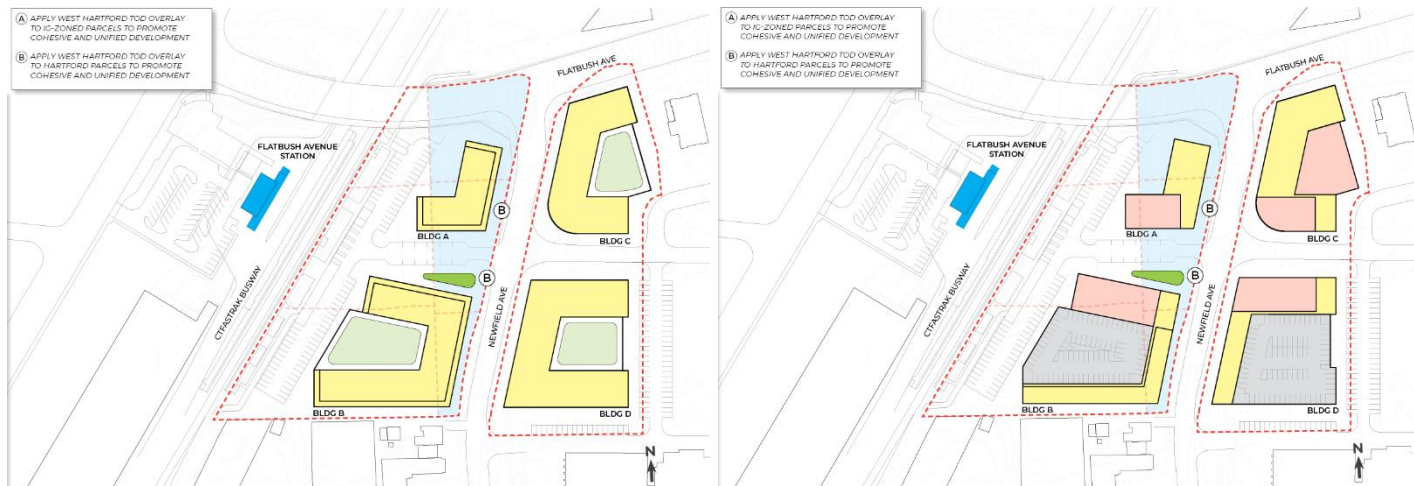 A APPLY WEST HARTFORD TOD OVERLAY
TO IG-ZONED PARCELS TO PROMOTE
COHESIVE AND UNIFIED DEVELOPMENT
B APPLY WEST HARTFORD TOD OVERLAY
TO HARTFORD PARCELS TO PROMOTE
COHESIVE AND UNIFIED DEVELOPMENT
FLATBUSH AVE
FLATBUSH AVENUE
STATION
B
BLDG A
BLDG C
B
CTFASTRAK BUSWAY
NEWFIELD AVE
BLDG B
BLDG D
N
A APPLY WEST HARTFORD TOD OVERLAY
TO IG-ZONED PARCELS TO PROMOTE
COHESIVE AND UNIFIED DEVELOPMENT
B APPLY WEST HARTFORD TOD OVERLAY
TO HARTFORD PARCELS TO PROMOTE
COHESIVE AND UNIFIED DEVELOPMENT
FLATBUSH AVE
FLATBUSH AVENUE
STATION
B
BLDG A
BLDG C
B
CTFASTRAK BUSWAY
NEWFIELD AVE
BLDG B
BLDG D
N